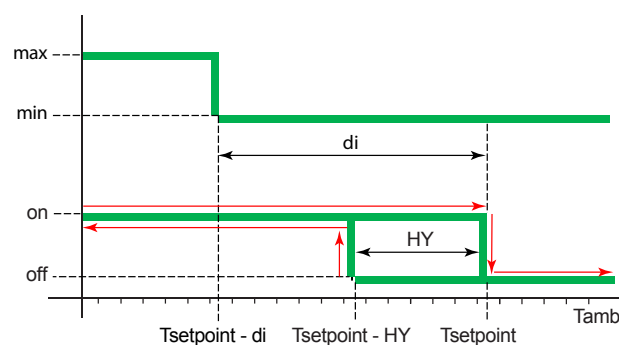 max
min
di
on
HY
off
Tamb
Tsetpoint - di Tsetpoint - HY Tsetpoint